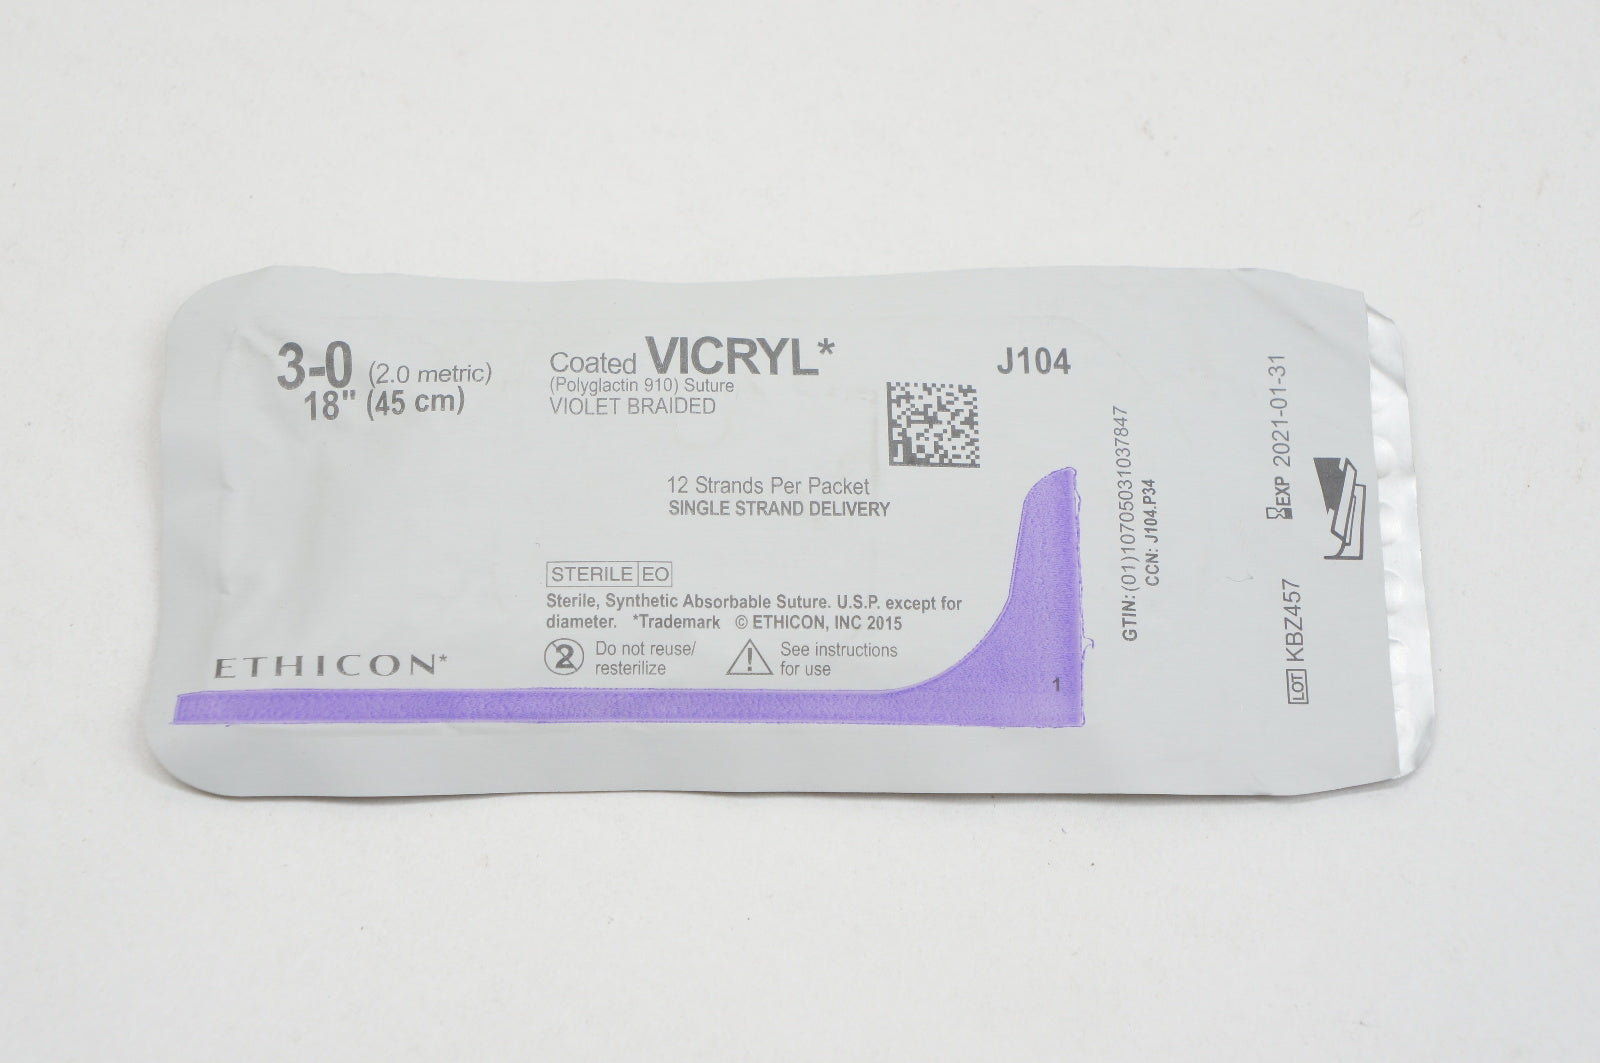 3-0 (2.0 metric)
18" (45 cm)
Coated VICRYL*
(Polyglactin 910) Suture
VIOLET BRAIDED
J104
12 Strands Per Packet
SINGLE STRAND DELIVERY
STERILE EO
Sterile, Synthetic Absorbable Suture. U.S.P. except for
diameter. *Trademark © ETHICON, INC 2015
2 Do not reuse/
resterilize
! See instructions
for use
ETHICON*
1
GTIN:(01)10705031037847
CCN: J104.P34
EXP 2021-01-31
LOT KBZ457